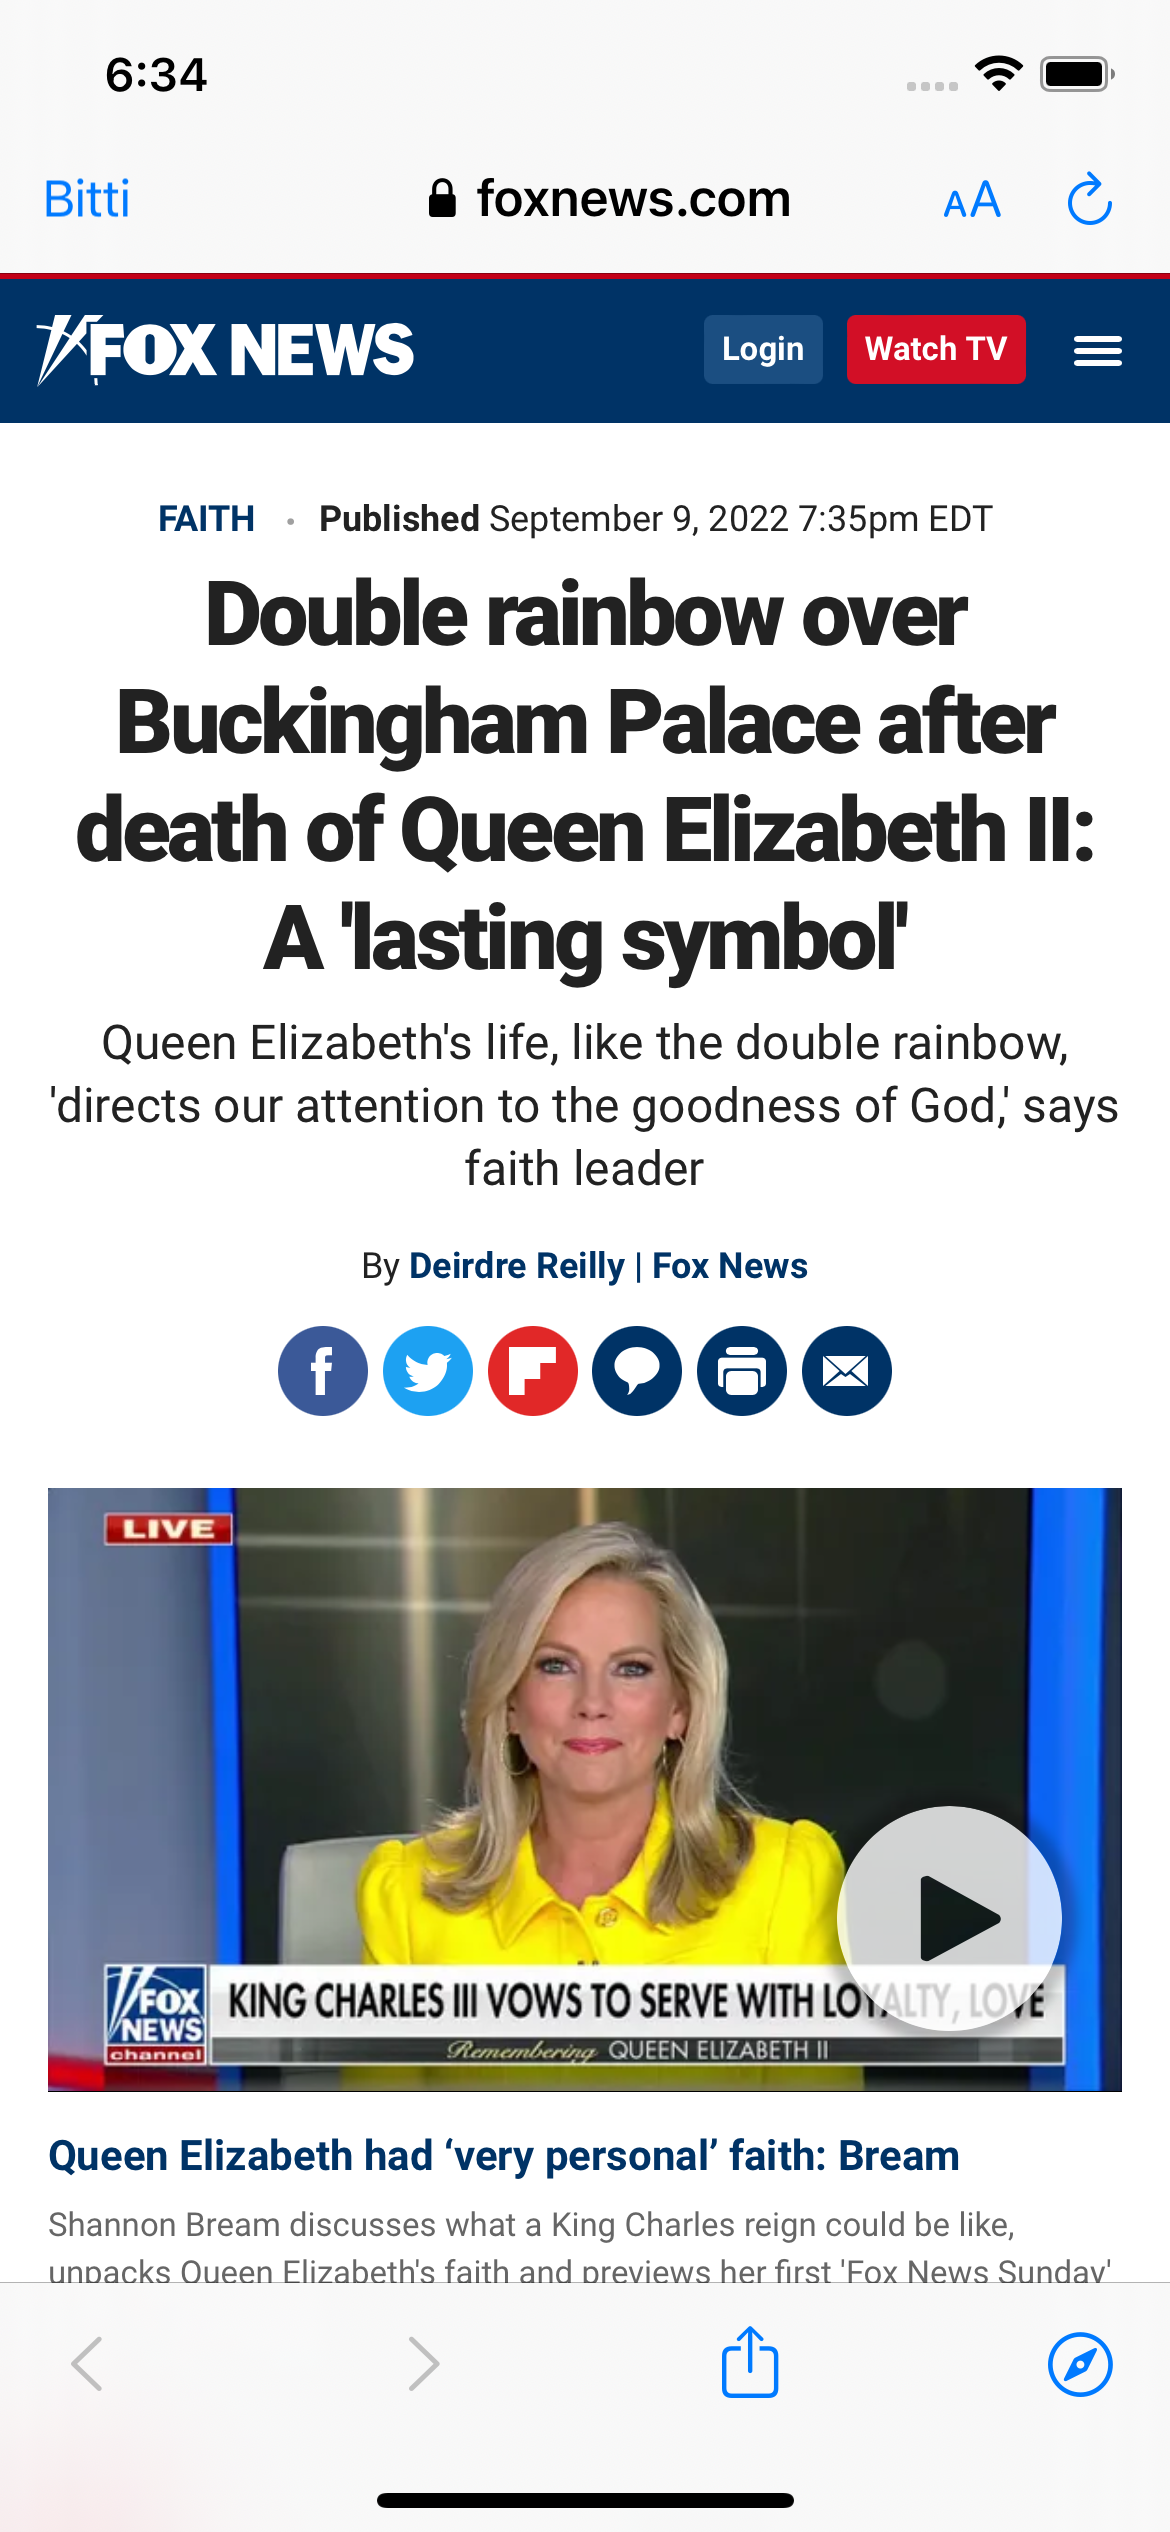 6:34
Bitti
foxnews.com
AA
FOX NEWS
Login
Watch TV
FAITH · Published September 9, 2022 7:35pm EDT
Double rainbow over
Buckingham Palace after
death of Queen Elizabeth II:
A 'lasting symbol'
Queen Elizabeth's life, like the double rainbow,
'directs our attention to the goodness of God,' says
faith leader
By Deirdre Reilly | Fox News
LIVE
FOX
NEWS
channel
KING CHARLES III VOWS TO SERVE WITH LOYALTY, LOVE
Remembering QUEEN ELIZABETH II
Queen Elizabeth had ‘very personal’ faith: Bream
Shannon Bream discusses what a King Charles reign could be like,
unpacks Queen Elizabeth's faith and previews her first 'Fox News Sunday'